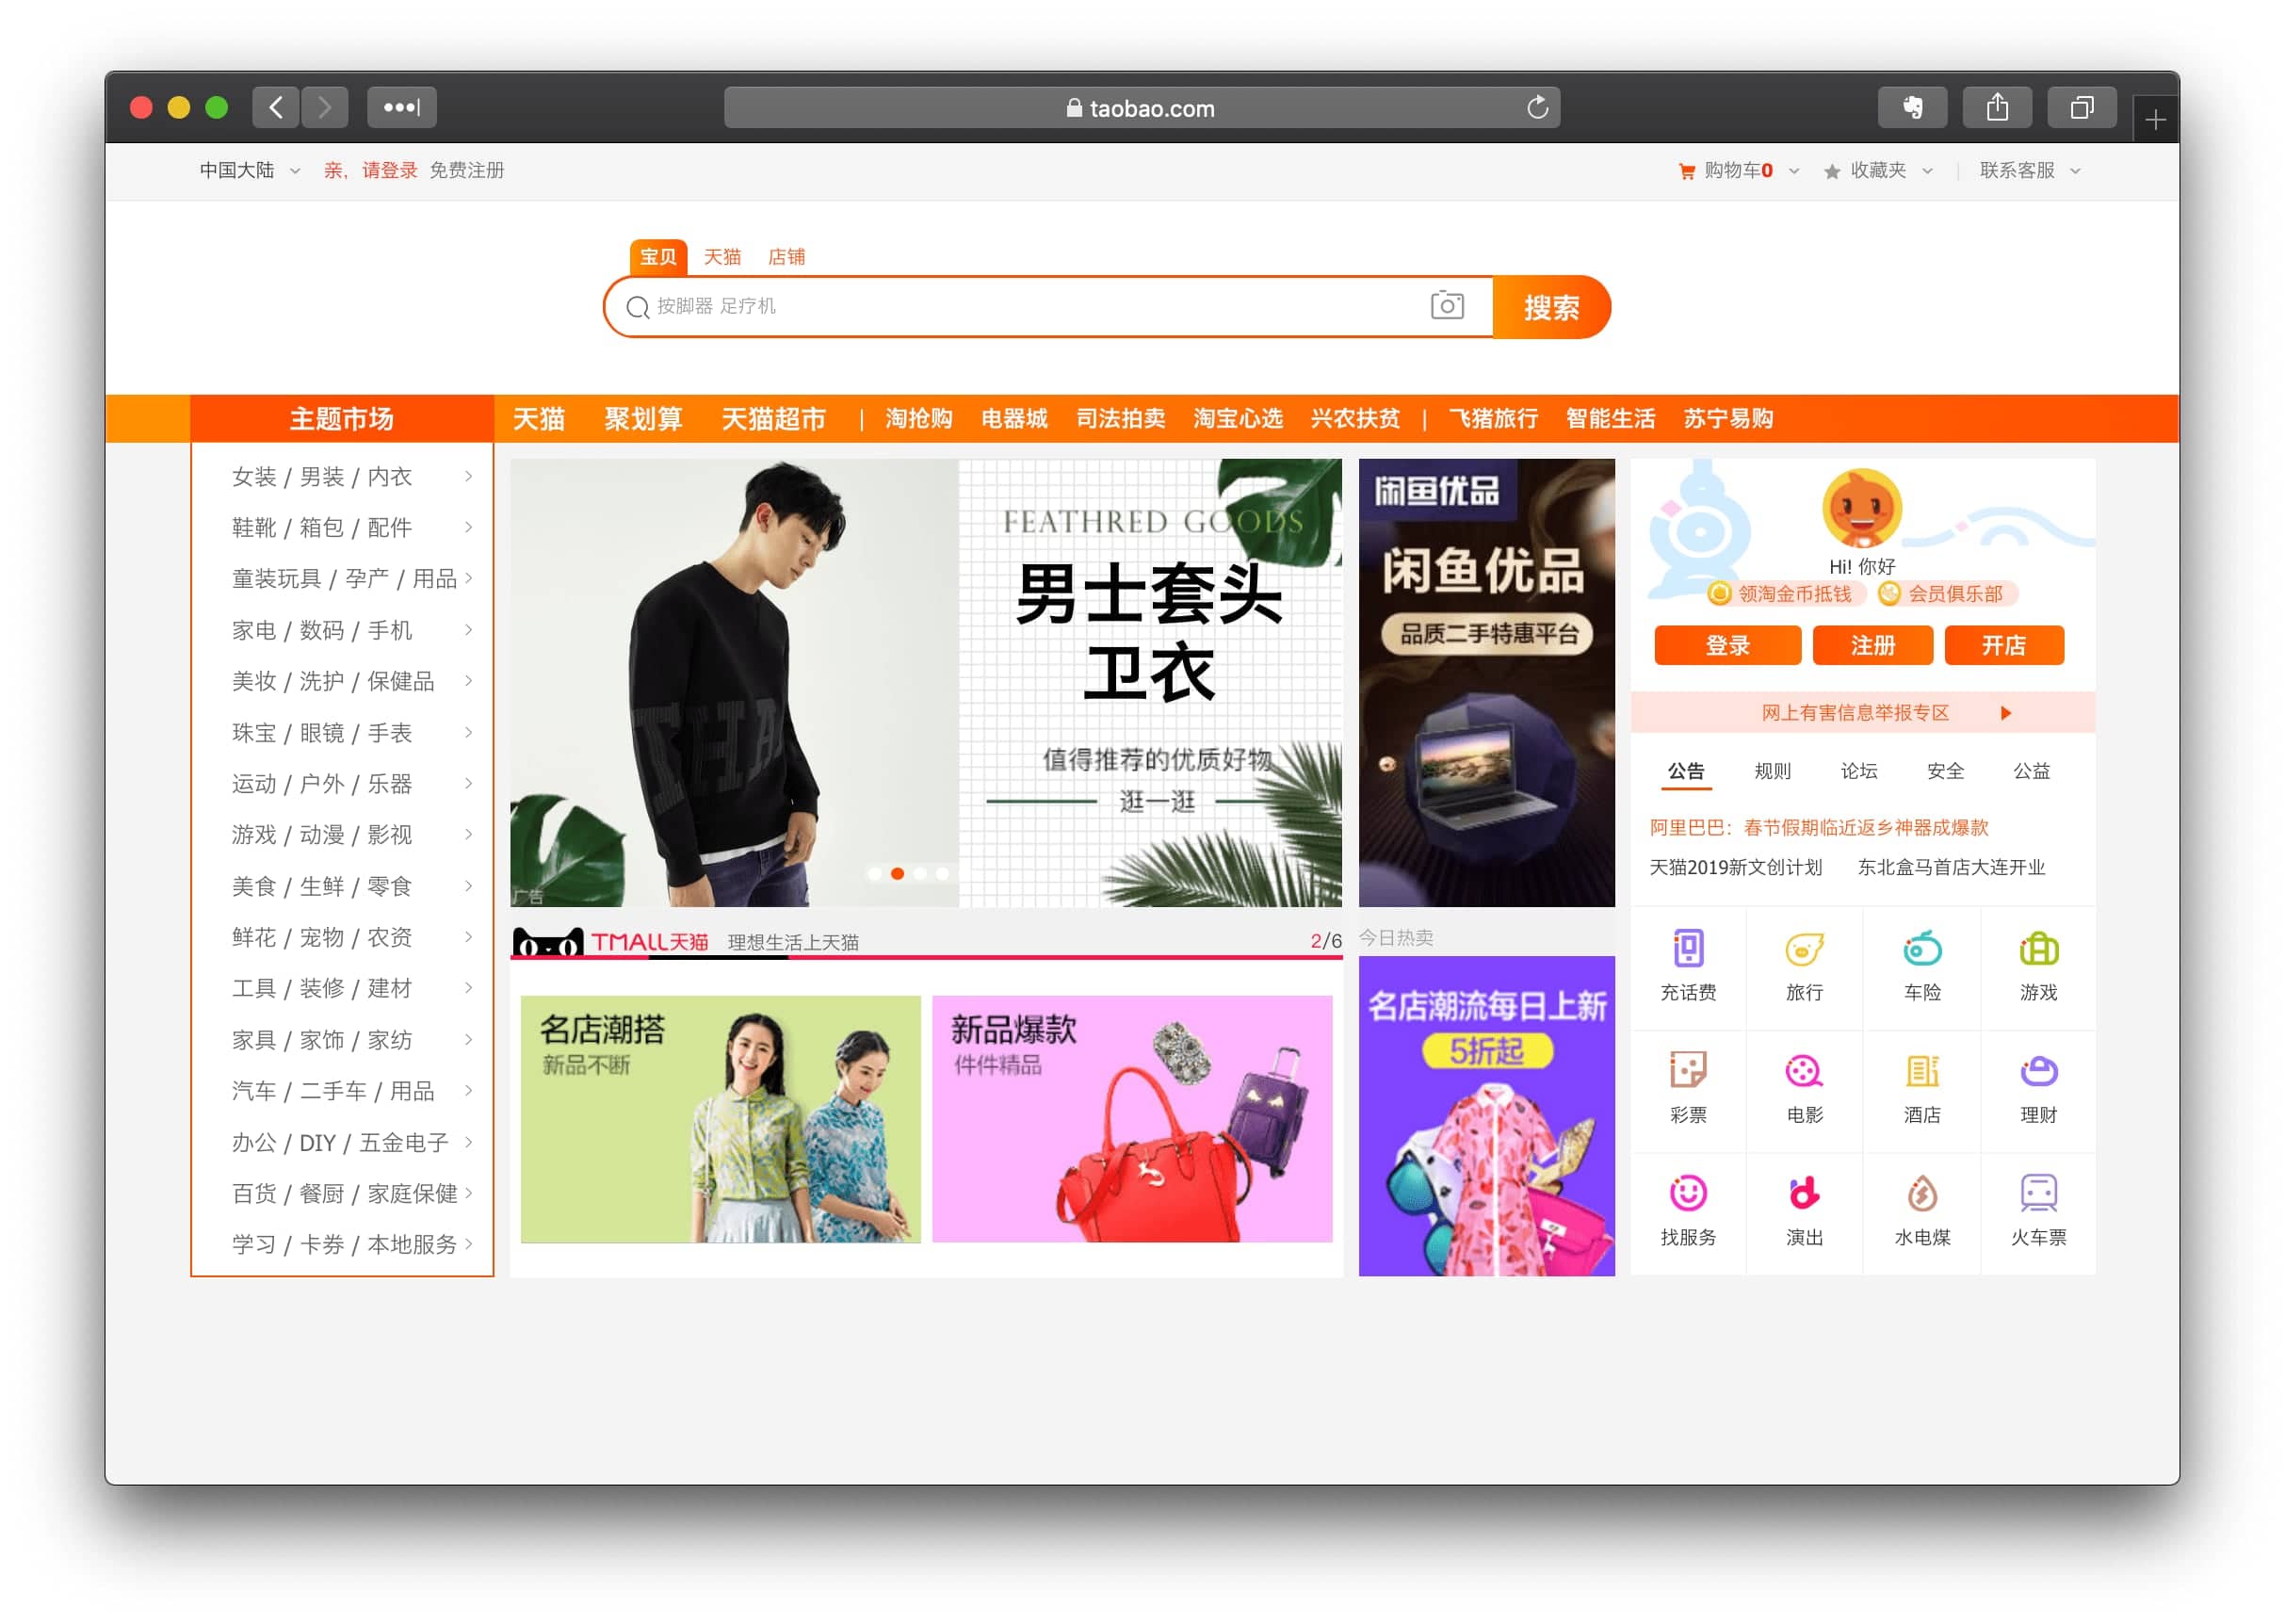 taobao.com
中国大陆 亲，请登录 免费注册 购物车0 收藏夹 联系客服
宝贝 天猫 店铺
按脚器 足疗机 搜索
主题市场 天猫 聚划算 天猫超市 | 淘抢购 电器城 司法拍卖 淘宝心选 兴农扶贫 | 飞猪旅行 智能生活 苏宁易购
女装 / 男装 / 内衣
鞋靴 / 箱包 / 配件
童装玩具 / 孕产 / 用品
家电 / 数码 / 手机
美妆 / 洗护 / 保健品
珠宝 / 眼镜 / 手表
运动 / 户外 / 乐器
游戏 / 动漫 / 影视
美食 / 生鲜 / 零食
鲜花 / 宠物 / 农资
工具 / 装修 / 建材
家具 / 家饰 / 家纺
汽车 / 二手车 / 用品
办公 / DIY / 五金电子
百货 / 餐厨 / 家庭保健
学习 / 卡券 / 本地服务
FEATHRED GOODS
男士套头
卫衣
值得推荐的优质好物
逛一逛
THA
广告
TMALL天猫 理想生活上天猫 2/6
名店潮搭
新品不断
新品爆款
件件精品
闲鱼优品
闲鱼优品
品质二手特惠平台
今日热卖
名店潮流每日上新
5折起
Hi! 你好
领淘金币抵钱 会员俱乐部
登录 注册 开店
网上有害信息举报专区
公告 规则 论坛 安全 公益
阿里巴巴：春节假期临近返乡神器成爆款
天猫2019新文创计划 东北盒马首店大连开业
充话费 旅行 车险 游戏
彩票 电影 酒店 理财
找服务 演出 水电煤 火车票